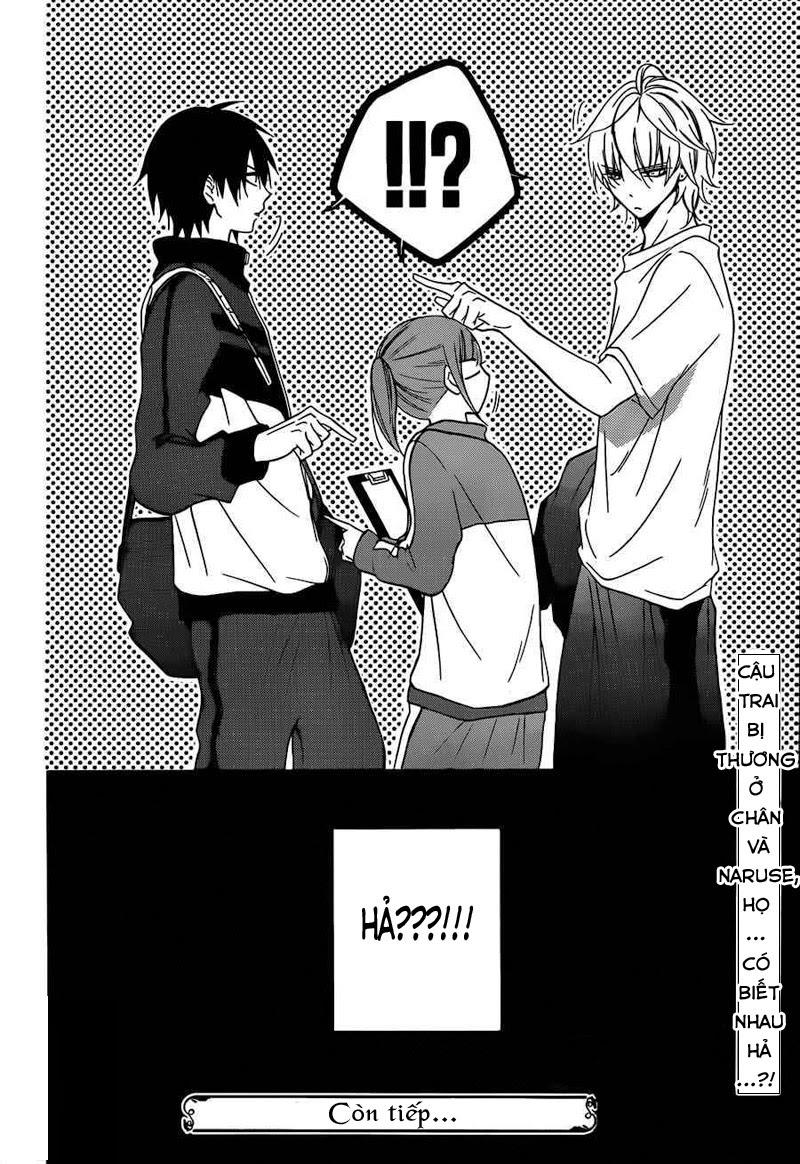 !!?
CẬU
TRAI
BỊ
THƯƠNG
Ở
CHÂN
VÀ
NARUSE,
HỌ
...
CÓ
BIẾT
NHAU
HẢ
...?!
HẢ???!!!
Còn tiếp...